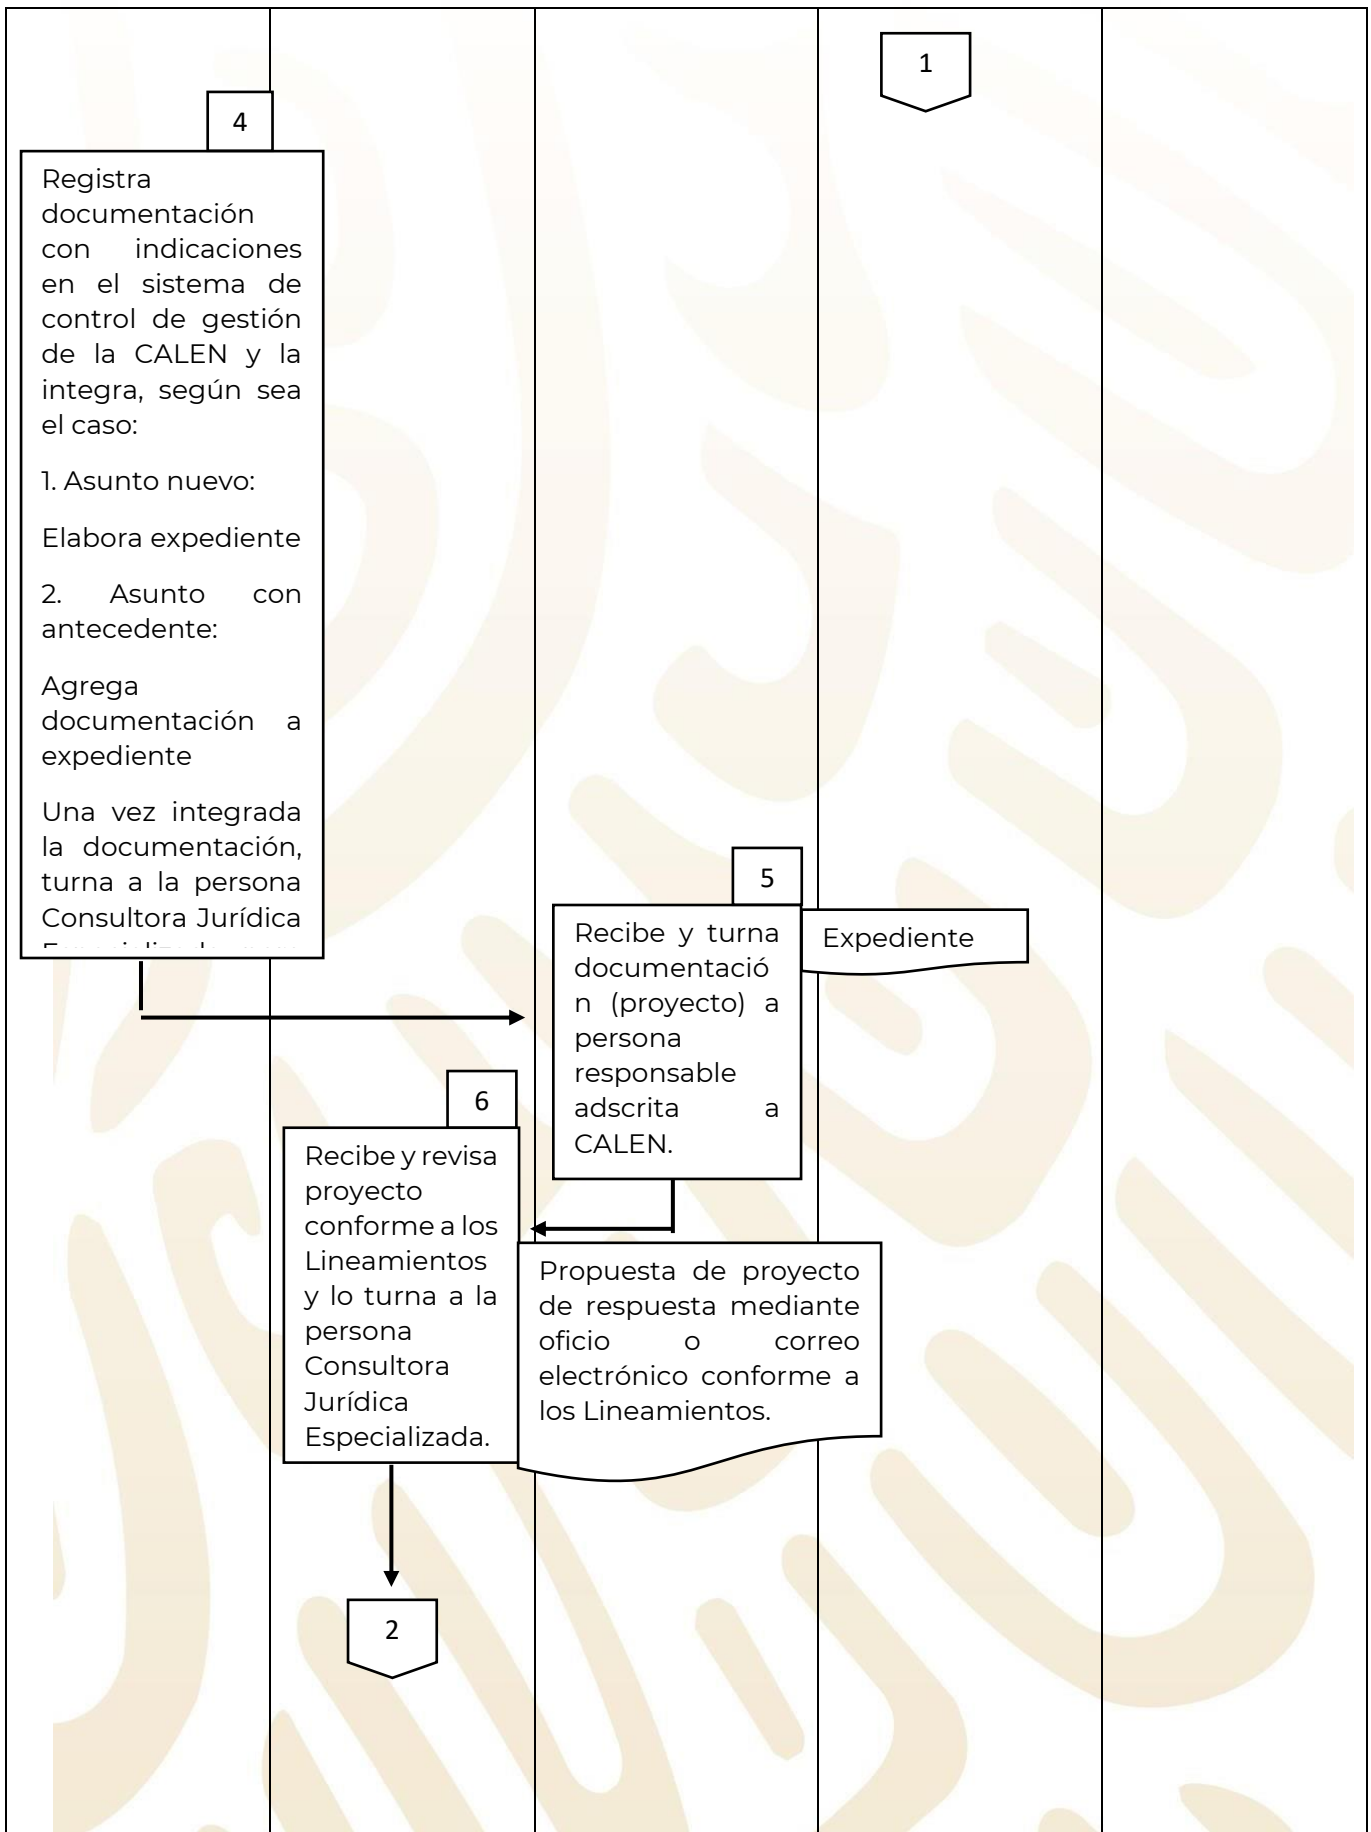 1
4
Registra
documentación
con indicaciones
en el sistema de
control de gestión
de la CALEN y la
integra, según sea
el caso:
1. Asunto nuevo:
Elabora expediente
2. Asunto con
antecedente:
Agrega
documentación a
expediente
Una vez integrada
la documentación,
turna a la persona
Consultora Jurídica
5
Recibe y turna
documentació
n (proyecto) a
persona
responsable
adscrita a
CALEN.
Expediente
6
Recibe y revisa
proyecto
conforme a los
Lineamientos
y lo turna a la
persona
Consultora
Jurídica
Especializada.
Propuesta de proyecto
de respuesta mediante
oficio o correo
electrónico conforme a
los Lineamientos.
2